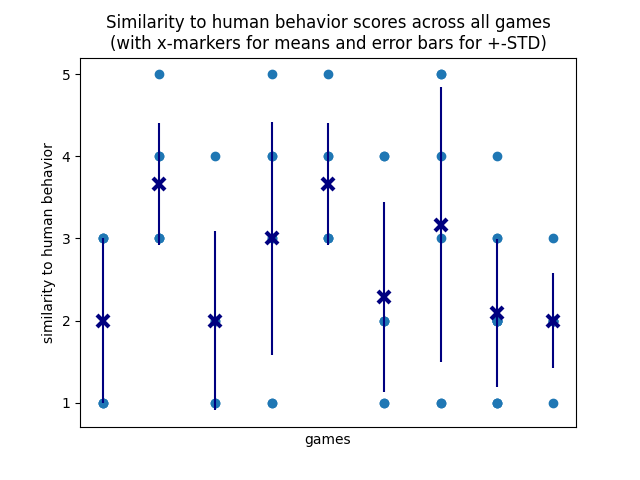 Similarity to human behavior scores across all games
(with x-markers for means and error bars for +-STD)
5
4
3
2
1
similarity to human behavior
games